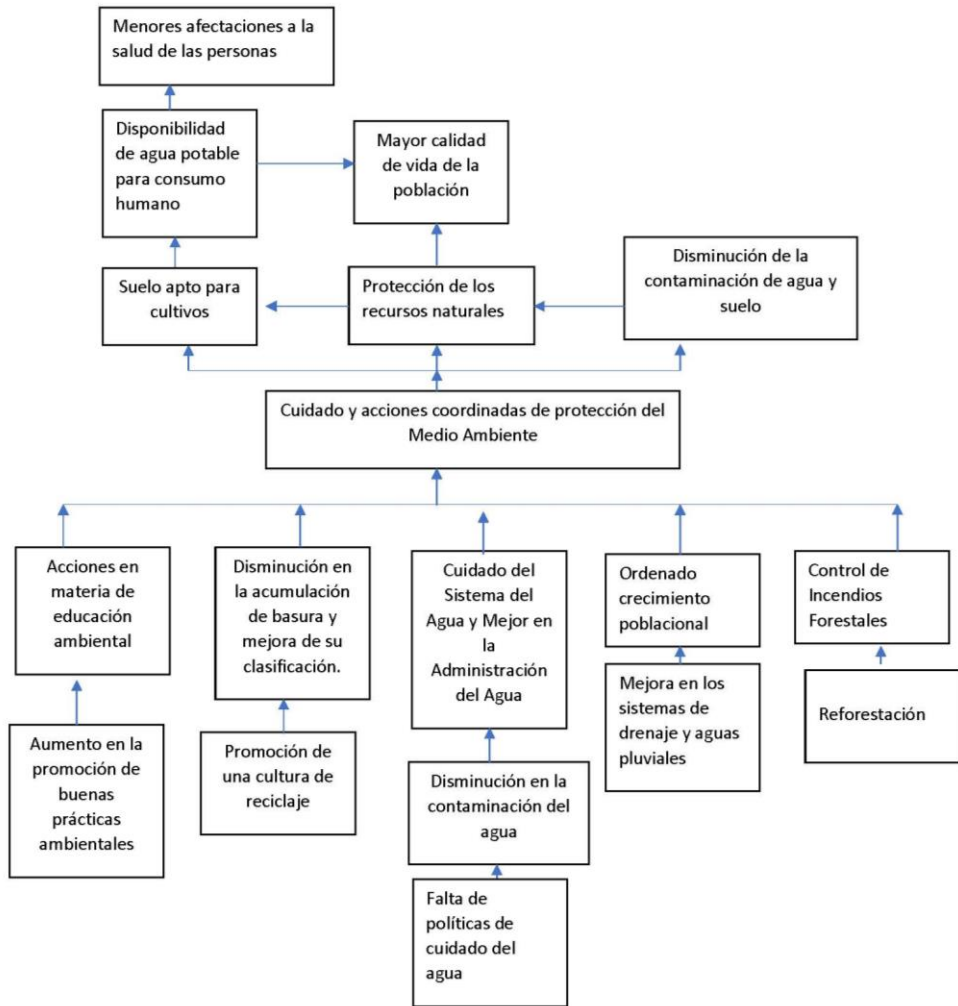 Menores afectaciones a la
salud de las personas
Disponibilidad
de agua potable
para consumo
humano
Mayor calidad
de vida de la
población
Suelo apto para
cultivos
Protección de los
recursos naturales
Disminución de la
contaminación de agua y
suelo
Cuidado y acciones coordinadas de protección del
Medio Ambiente
Acciones en
materia de
educación
ambiental
Disminución en
la acumulación
de basura y
mejora de su
clasificación.
Cuidado del
Sistema del
Agua y Mejor en
la
Administración
del Agua
Ordenado
crecimiento
poblacional
Control de
Incendios
Forestales
Aumento en la
promoción de
buenas
prácticas
ambientales
Promoción de
una cultura de
reciclaje
Disminución en la
contaminación del
agua
Mejora en los
sistemas de
drenaje y aguas
pluviales
Reforestación
Falta de
políticas de
cuidado del
agua